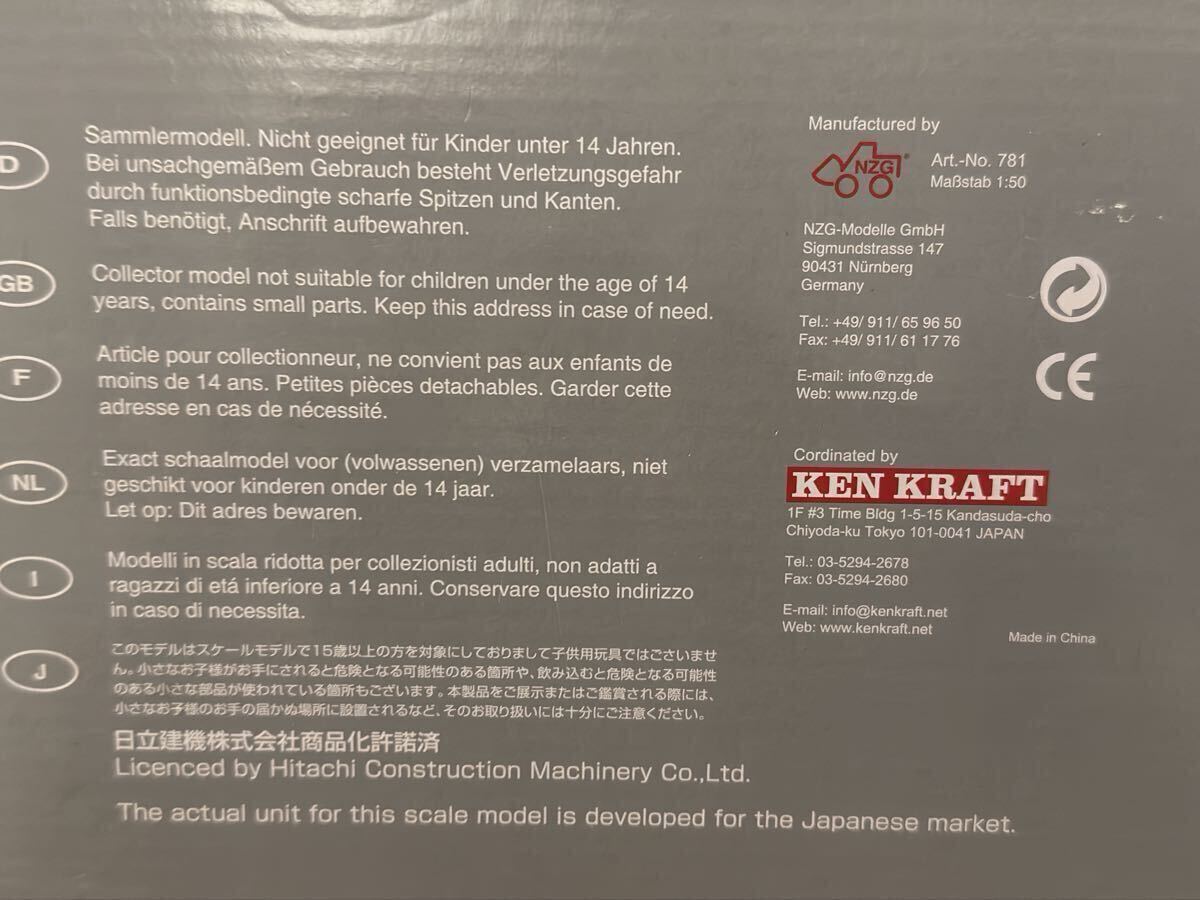 D
Sammlermodell. Nicht geeignet für Kinder unter 14 Jahren.
Bei unsachgemäßem Gebrauch besteht Verletzungsgefahr
durch funktionsbedingte scharfe Spitzen und Kanten.
Falls benötigt, Anschrift aufbewahren.
GB
Collector model not suitable for children under the age of 14
years, contains small parts. Keep this address in case of need.
F
Article pour collectionneur, ne convient pas aux enfants de
moins de 14 ans. Petites pièces detachables. Garder cette
adresse en cas de nécessité.
NL
Exact schaalmodel voor (volwassenen) verzamelaars, niet
geschikt voor kinderen onder de 14 jaar.
Let op: Dit adres bewaren.
I
Modelli in scala ridotta per collezionisti adulti, non adatti a
ragazzi di etá inferiore a 14 anni. Conservare questo indirizzo
in caso di necessita.
J
このモデルはスケールモデルで15歳以上の方を対象にしておりまして子供用玩具ではございませ
ん。小さなお子様がお手にされると危険となる可能性のある箇所や、飲み込むと危険となる可能性
のある小さな部品が使われている箇所もございます。本製品をご展示またはご鑑賞される際には、
小さなお子様のお手の届かぬ場所に設置されるなど、そのお取り扱いには十分にご注意ください。
日立建機株式会社商品化許諾済
Licenced by Hitachi Construction Machinery Co.,Ltd.
The actual unit for this scale model is developed for the Japanese market.
Manufactured by
NZG®
Art.-No. 781
Maßstab 1:50
NZG-Modelle GmbH
Sigmundstrasse 147
90431 Nürnberg
Germany
Tel.: +49/ 911/ 65 96 50
Fax: +49/ 911/ 61 17 76
E-mail: info@nzg.de
Web: www.nzg.de
CE
Cordinated by
KEN KRAFT
1F #3 Time Bldg 1-5-15 Kandasuda-cho
Chiyoda-ku Tokyo 101-0041 JAPAN
Tel.: 03-5294-2678
Fax: 03-5294-2680
E-mail: info@kenkraft.net
Web: www.kenkraft.net
Made in China